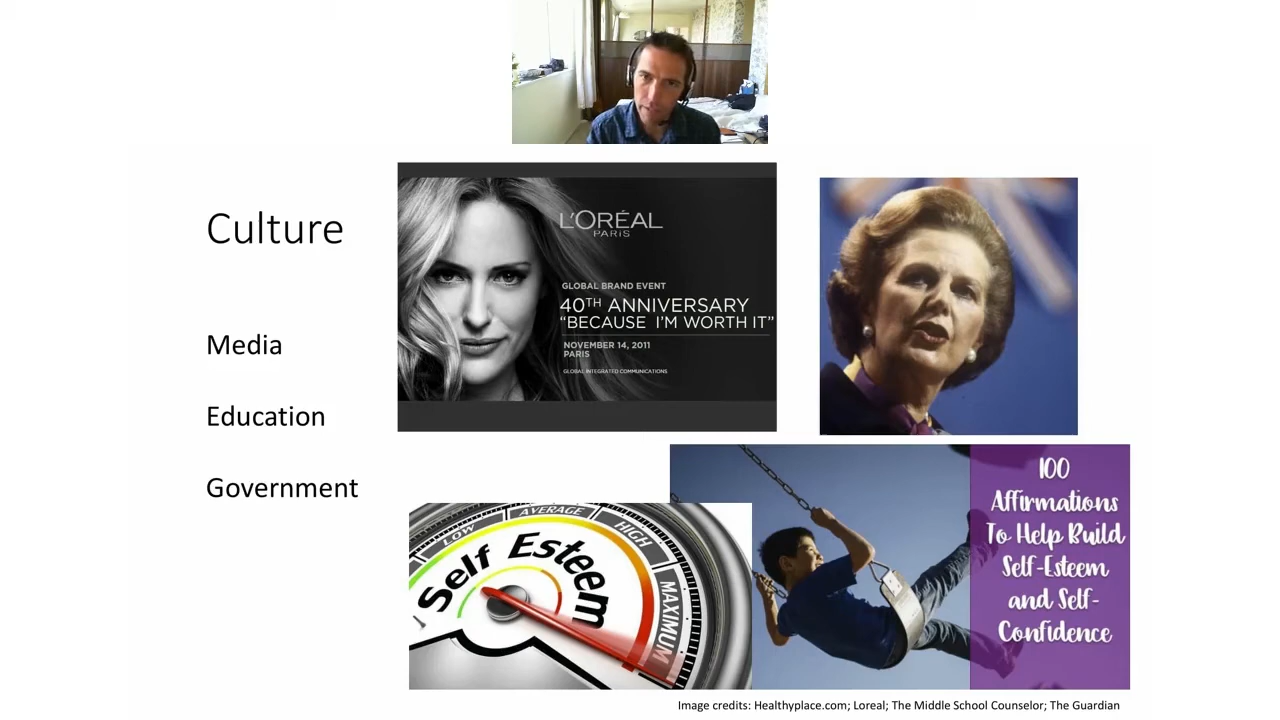 Culture
Media
Education
Government
L'ORÉAL
PARIS
GLOBAL BRAND EVENT
40TH ANNIVERSARY
“BECAUSE I'M WORTH IT”
NOVEMBER 14, 2011
PARIS
GLOBAL INTEGRATED COMMUNICATIONS
LOW
AVERAGE
HIGH
MAXIMUM
Self Esteem
100
Affirmations
To Help Build
Self-Esteem
and Self-
Confidence
Image credits: Healthyplace.com; Loreal; The Middle School Counselor; The Guardian